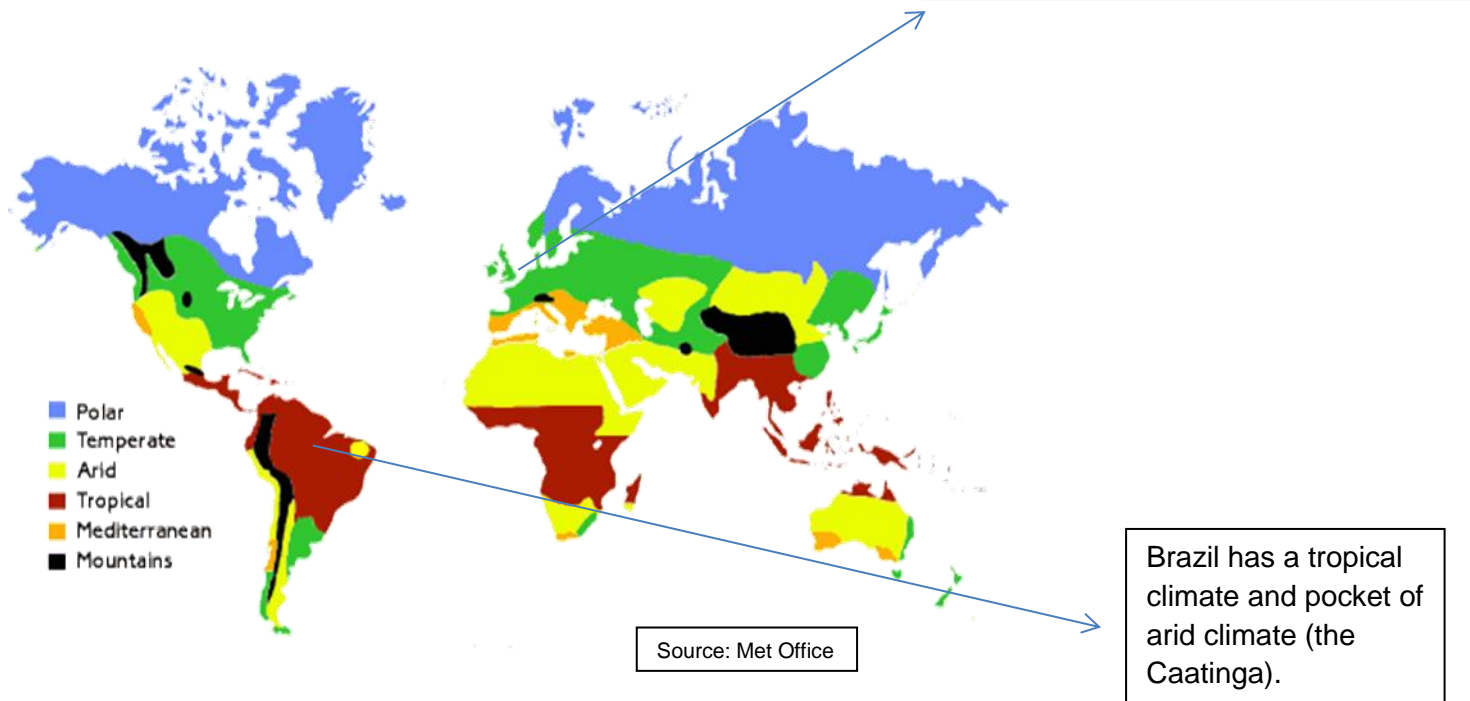 Polar
Temperate
Arid
Tropical
Mediterranean
Mountains
Source: Met Office
Brazil has a tropical
climate and pocket of
arid climate (the
Caatinga).